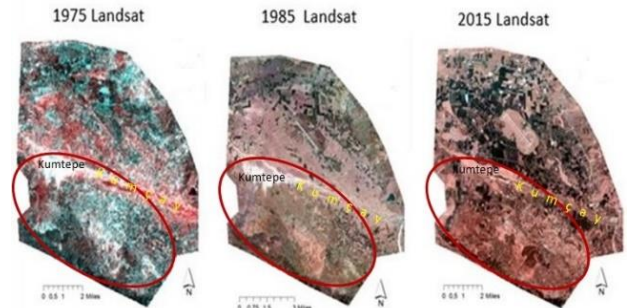 1975 Landsat
Kumtepe
Kumçay
0 0.5 1 2 Miles
N
1985 Landsat
Kumtepe
Kumçay
N
2015 Landsat
Kumtepe
Kumçay
0 0.5 1 2 Miles
N